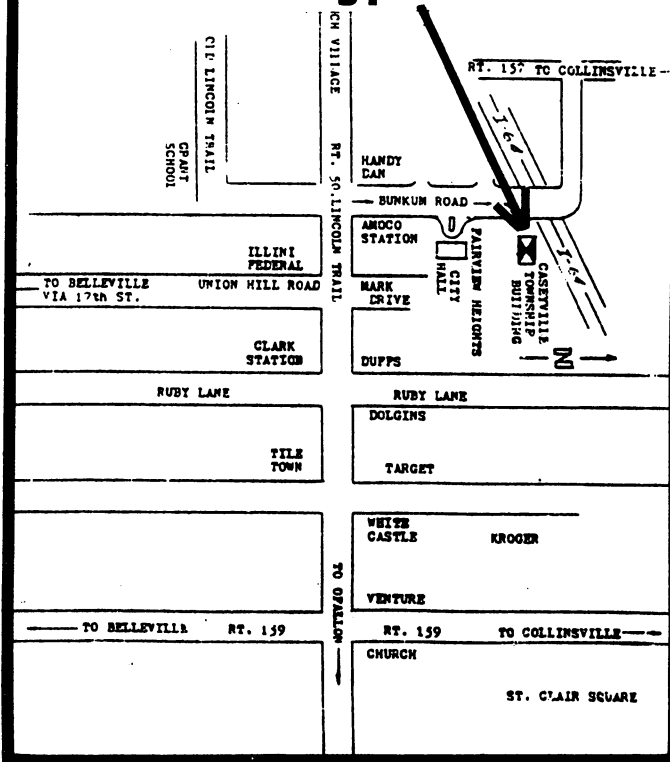 RT. 157 TO COLLINSVILLE
LINCOLN TRAIL
GRANT
SCHOOL
VILLAGE RT. 50 LINCOLN TRAIL
I-64
HANDY
DAN
BUNKUM ROAD
AMOCO
STATION
ILLINI
FEDERAL
FAIRVIEW HEIGHTS
CITY
HALL
CASEYVILLE
TOWNSHIP
BUILDING
I-64
TO BELLEVILLE
VIA 17th ST.
UNION HILL ROAD
MARK
DRIVE
N
CLARK
STATION
DUFFS
RUBY LANE
RUBY LANE
DOLGINS
TILE
TOWN
TARGET
WHITE
CASTLE
KROGER
VENTURE
TO OFALLON
TO BELLEVILLE RT. 159
RT. 159 TO COLLINSVILLE
CHURCH
ST. CLAIR SQUARE